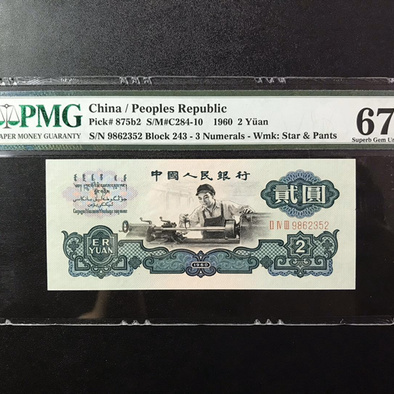 PMG
PAPER MONEY GUARANTY
China / Peoples Republic
Pick# 875b2 S/M#C284-10 1960 2 Yüan
S/N 9862352 Block 243 - 3 Numerals - Wmk: Star & Pants
67
Superb Gem Un
中國人民銀行
貳圓
II IV III 9862352
ER
YUAN
2
1960